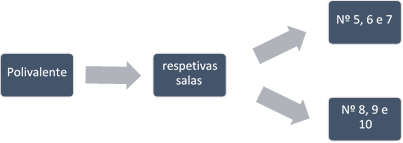 Polivalente
respetivas
salas
Nº 5, 6 e 7
Nº 8, 9 e
10